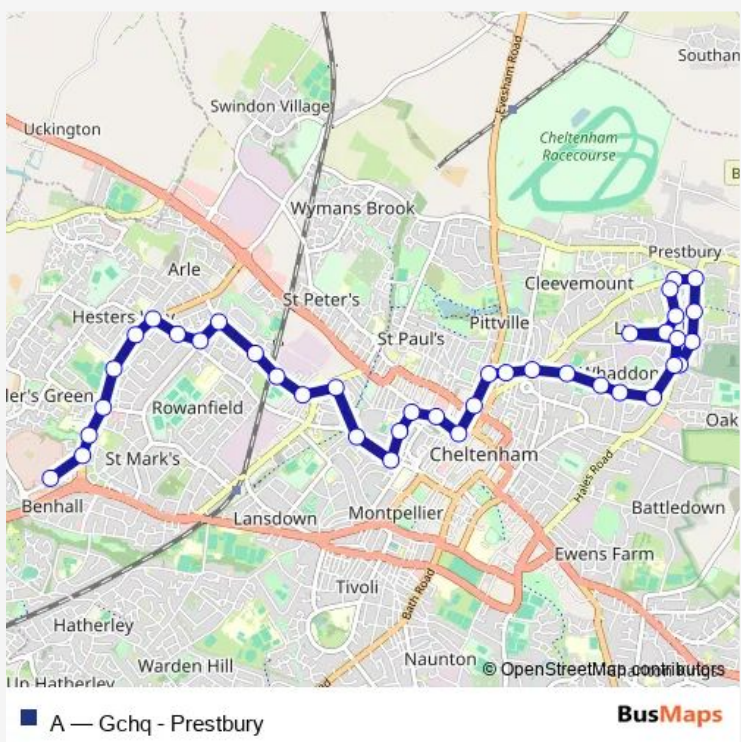 Southan
Evesham Road
Swindon Village
Uckington
Cheltenham
Racecourse
B
Wymans Brook
Prestbury
Arle
Cleevemount
St Peter's
Hesters
Pittville
St Paul's
L
Whaddon
ler's Green
Rowanfield
Oak
St Mark's
Cheltenham
Hales Road
Benhall
Lansdown
Montpellier
Battledown
Ewens Farm
Tivoli
Bath Road
Hatherley
Naunton
Warden Hill
© OpenStreetMap contributors
Up Hatherley
A — Gchq - Prestbury
BusMaps